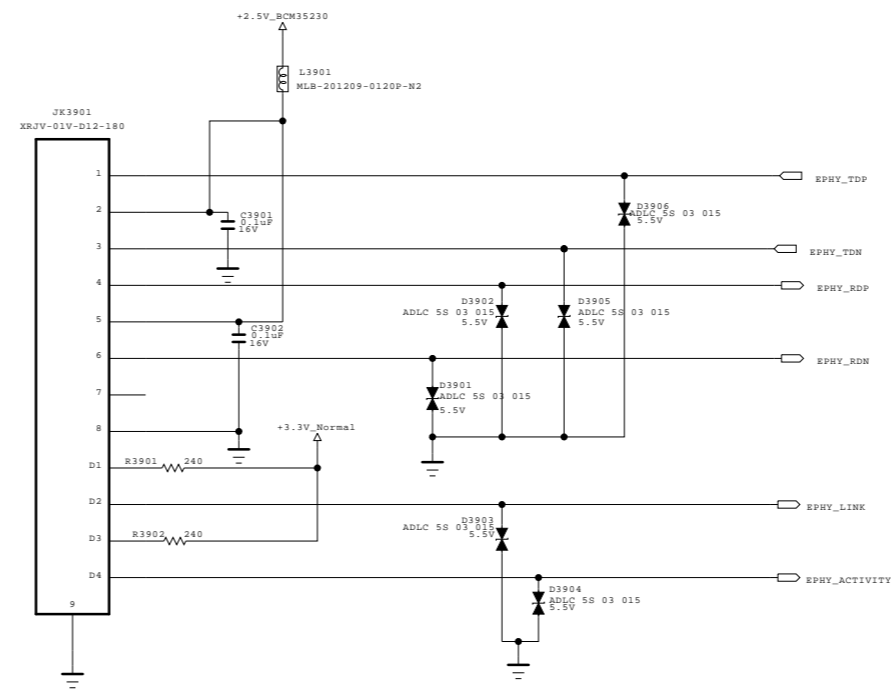 +2.5V_BCM35230
L3901
MLB-201209-0120P-N2
JK3901
XRJV-01V-D12-180
1
EPHY_TDP
2
C3901
0.1uF
16V
D3906
ADLC 5S 03 015
5.5V
3
EPHY_TDN
4
EPHY_RDP
D3902
ADLC 5S 03 015
5.5V
D3905
ADLC 5S 03 015
5.5V
5
C3902
0.1uF
16V
6
EPHY_RDN
D3901
ADLC 5S 03 015
5.5V
7
8
+3.3V_Normal
D1
R3901 240
D2
EPHY_LINK
D3903
ADLC 5S 03 015
5.5V
D3
R3902 240
D4
EPHY_ACTIVITY
D3904
ADLC 5S 03 015
5.5V
9